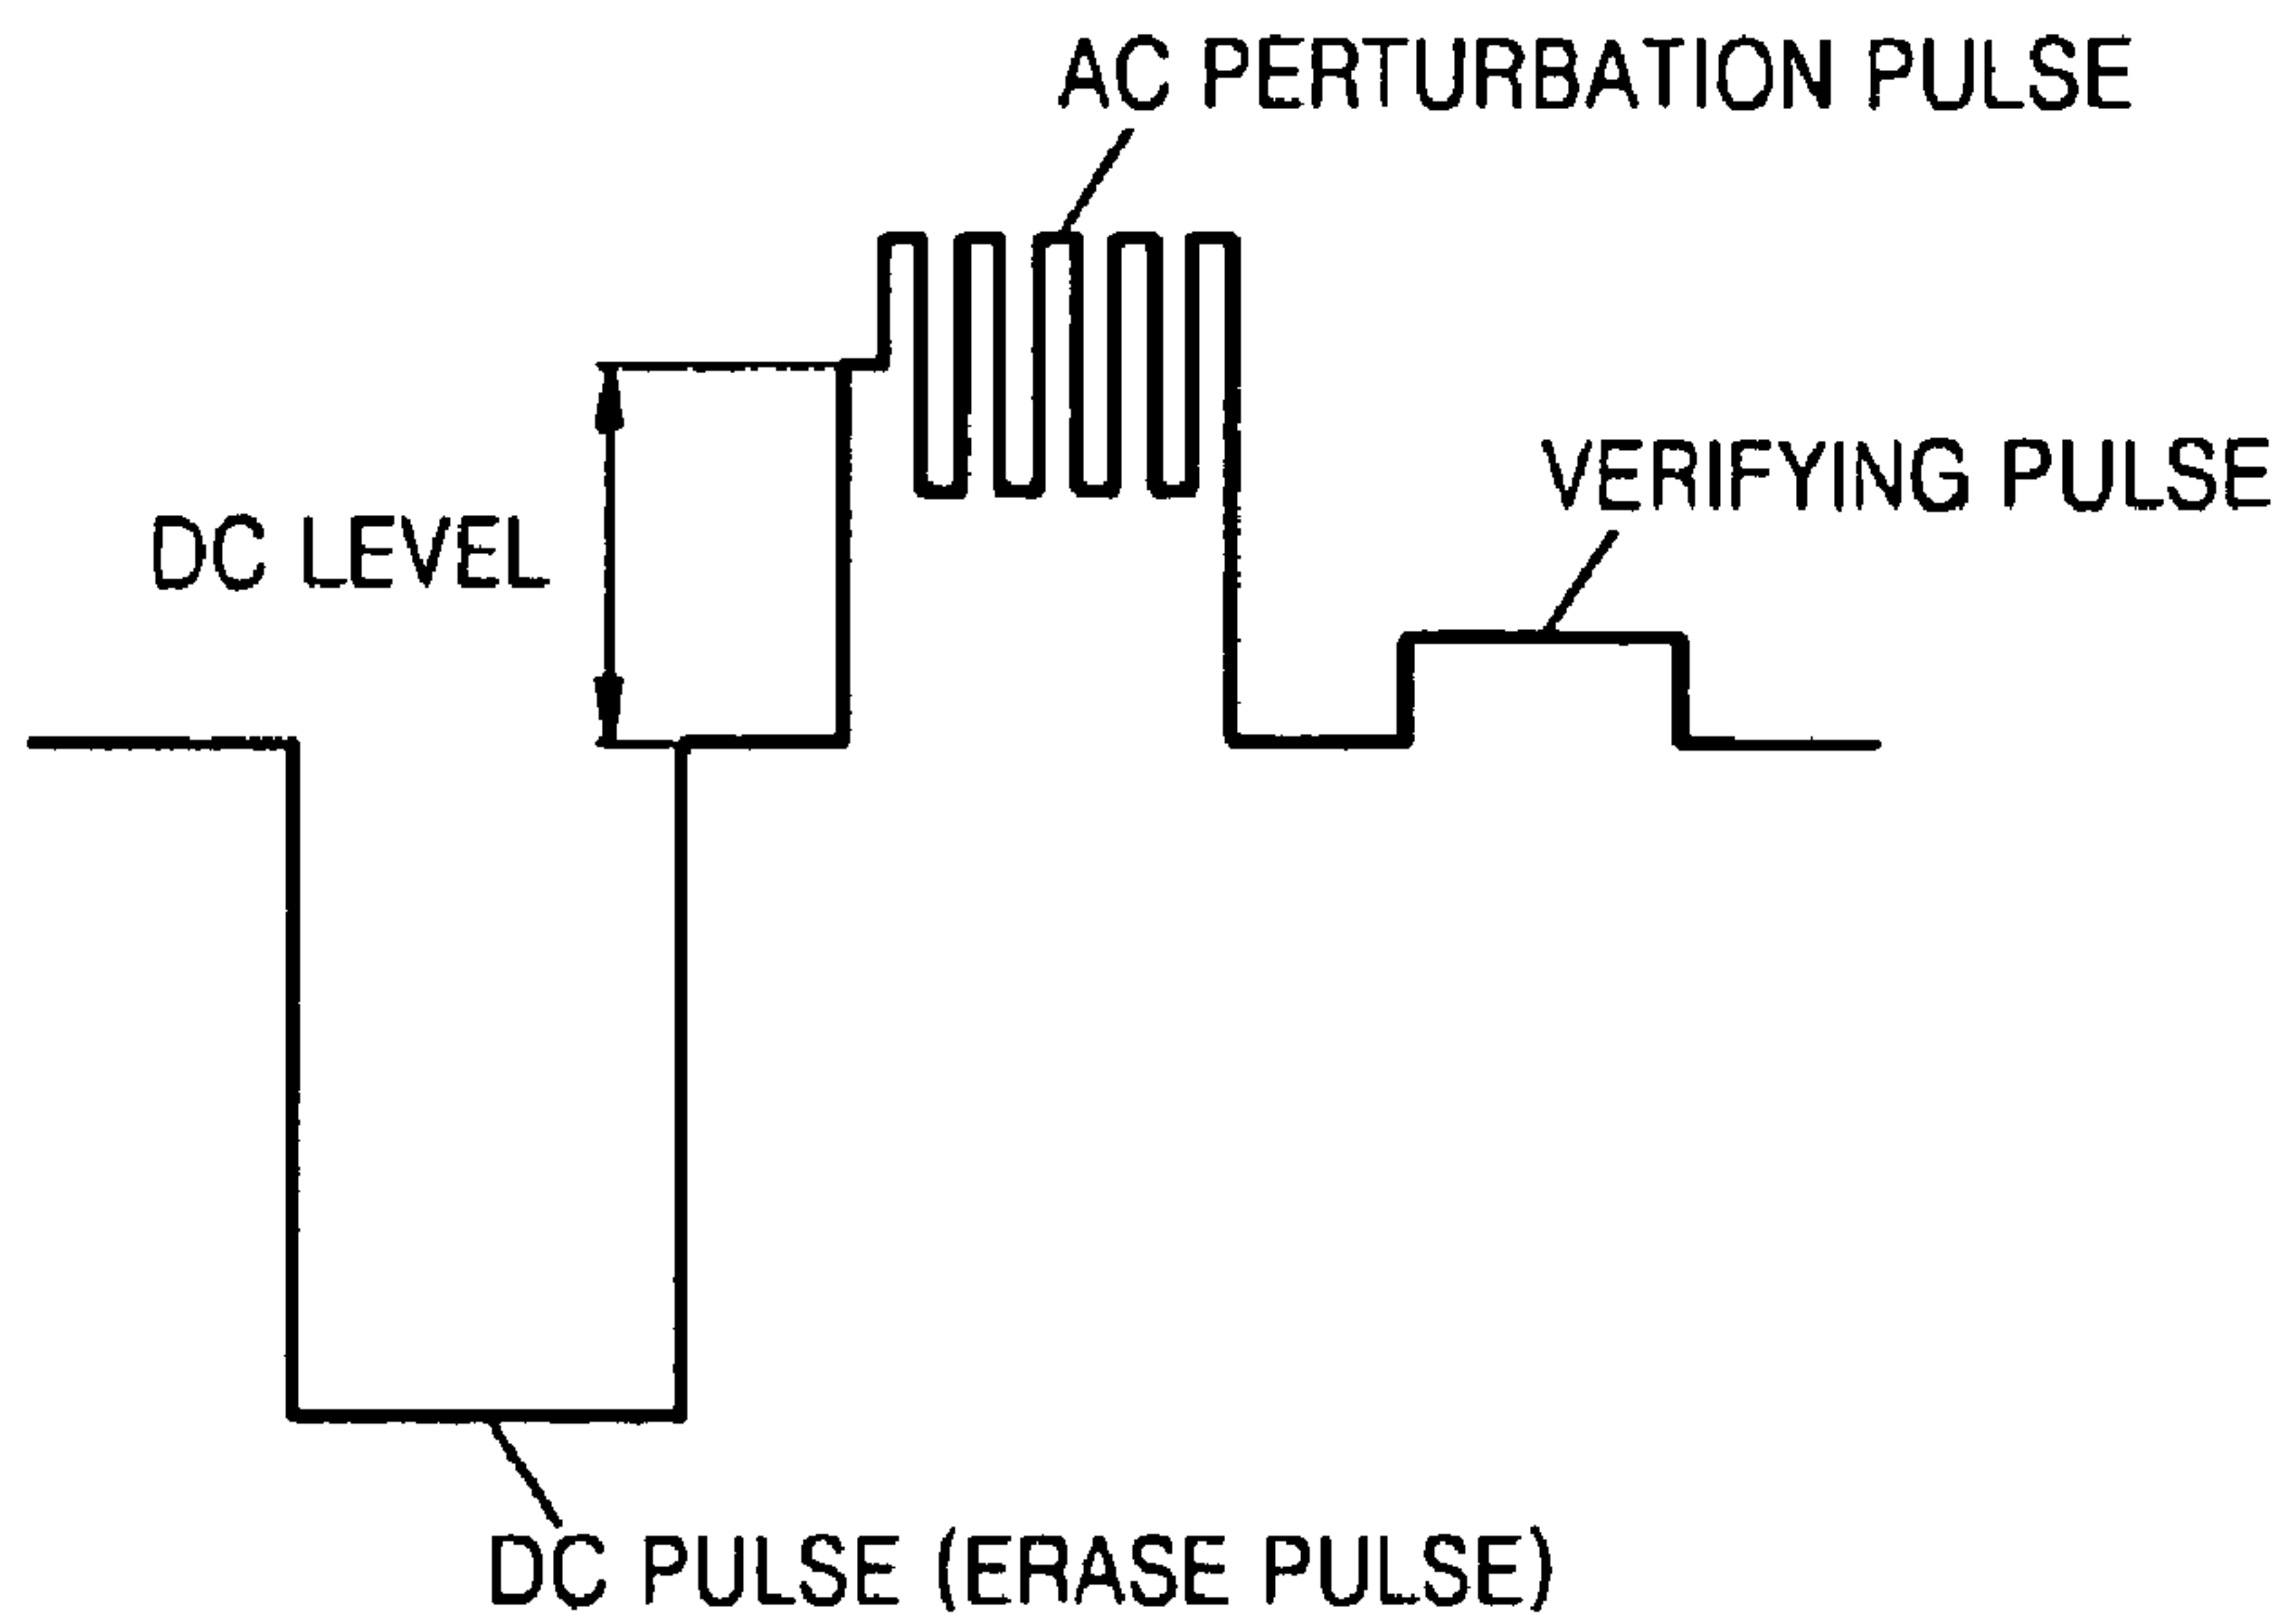 AC PERTURBATION PULSE
VERIFYING PULSE
DC LEVEL
DC PULSE (ERASE PULSE)